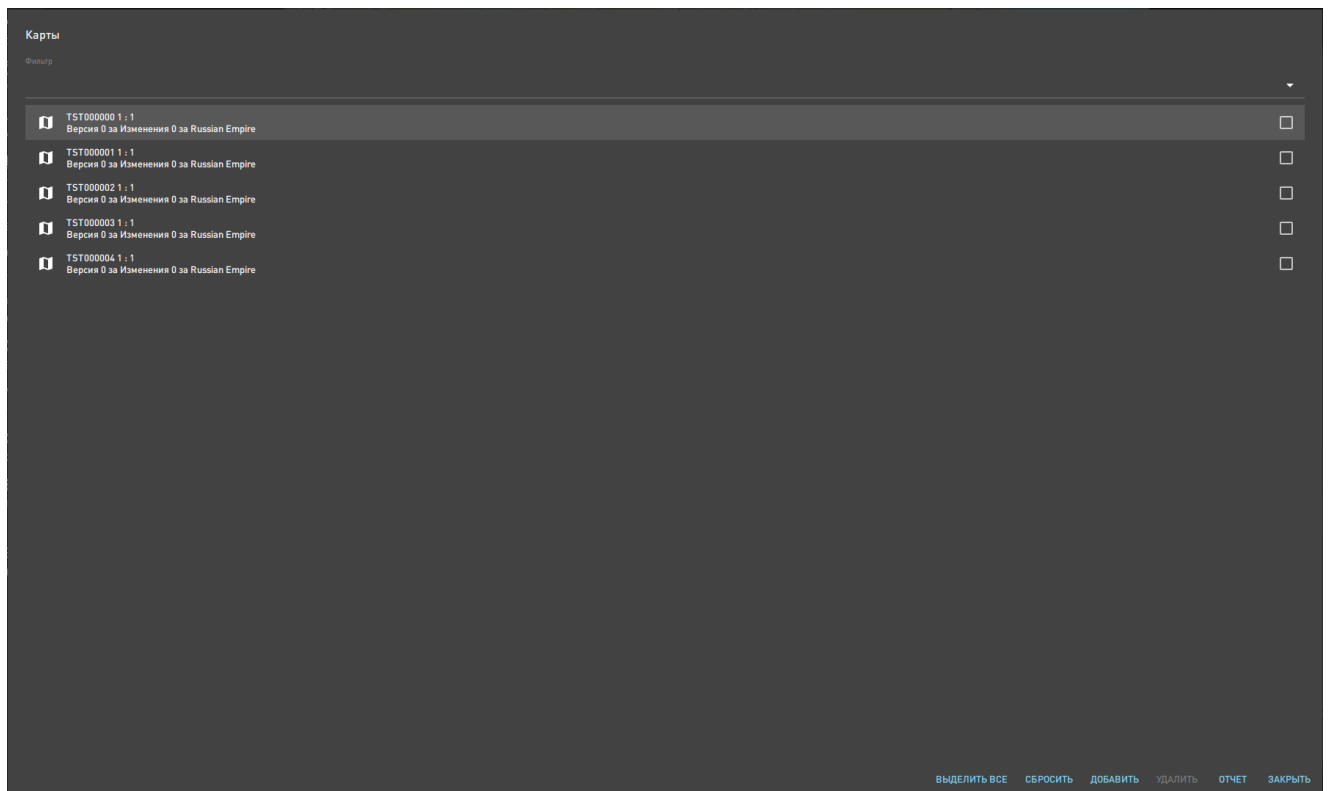 Карты
Фильтр
TST000000 1 : 1
Версия 0 за Изменения 0 за Russian Empire
TST000001 1 : 1
Версия 0 за Изменения 0 за Russian Empire
TST000002 1 : 1
Версия 0 за Изменения 0 за Russian Empire
TST000003 1 : 1
Версия 0 за Изменения 0 за Russian Empire
TST000004 1 : 1
Версия 0 за Изменения 0 за Russian Empire
ВЫДЕЛИТЬ ВСЕ СБРОСИТЬ ДОБАВИТЬ УДАЛИТЬ ОТЧЕТ ЗАКРЫТЬ